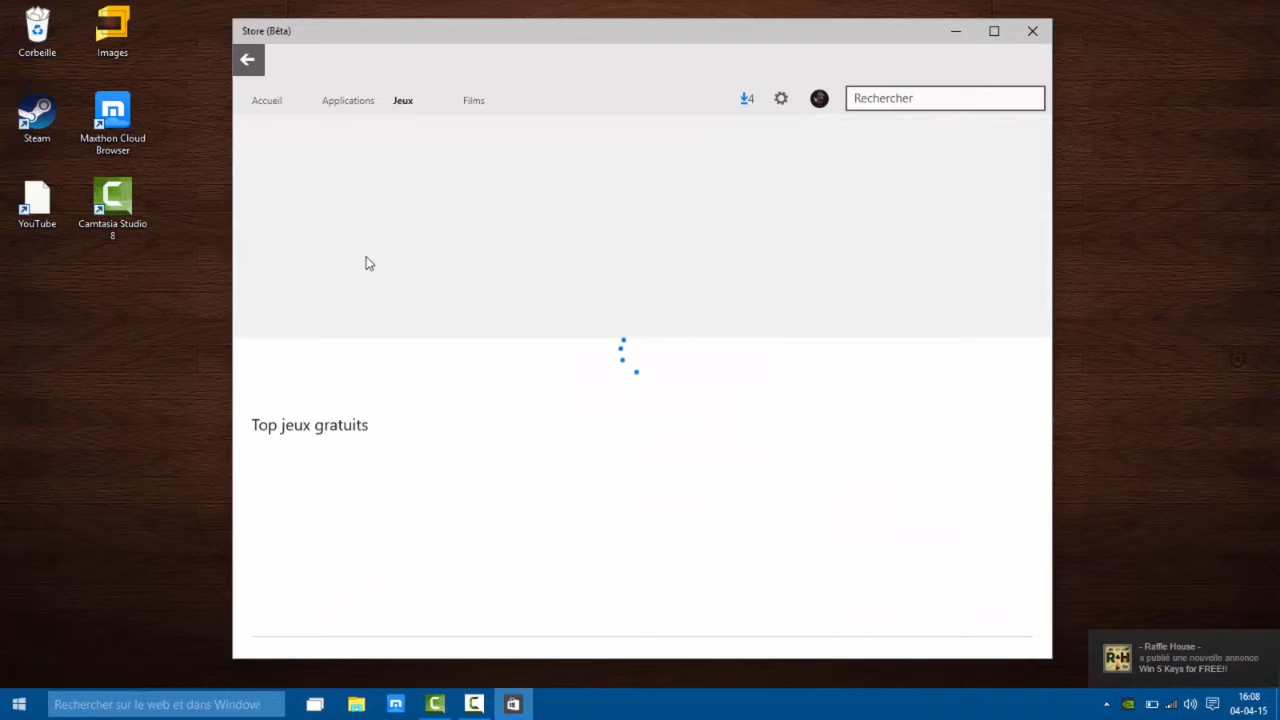 Corbeille
Images
Steam
Maxthon Cloud
Browser
YouTube
Camtasia Studio
8
Store (Bêta)
Accueil
Applications
Jeux
Films
4
Rechercher
Top jeux gratuits
- Raffle House -
a publié une nouvelle annonce
Win 5 Keys for FREE!!
R+H
Rechercher sur le web et dans Windows
16:08
04-04-15